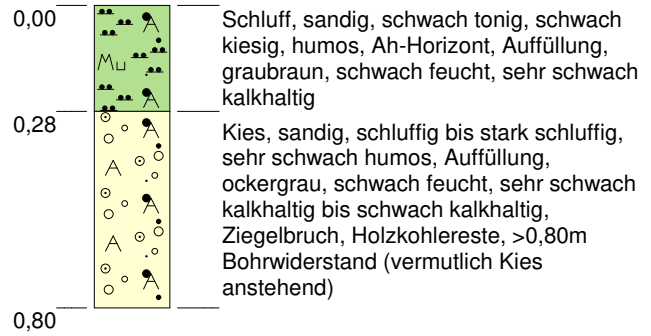 0,00
Schluff, sandig, schwach tonig, schwach
kiesig, humos, Ah-Horizont, Auffüllung,
graubraun, schwach feucht, sehr schwach
kalkhaltig
Mu
A
A
0,28
Kies, sandig, schluffig bis stark schluffig,
sehr schwach humos, Auffüllung,
ockergrau, schwach feucht, sehr schwach
kalkhaltig bis schwach kalkhaltig,
Ziegelbruch, Holzkohlereste, >0,80m
Bohrwiderstand (vermutlich Kies
anstehend)
A
A
A
A
A
0,80